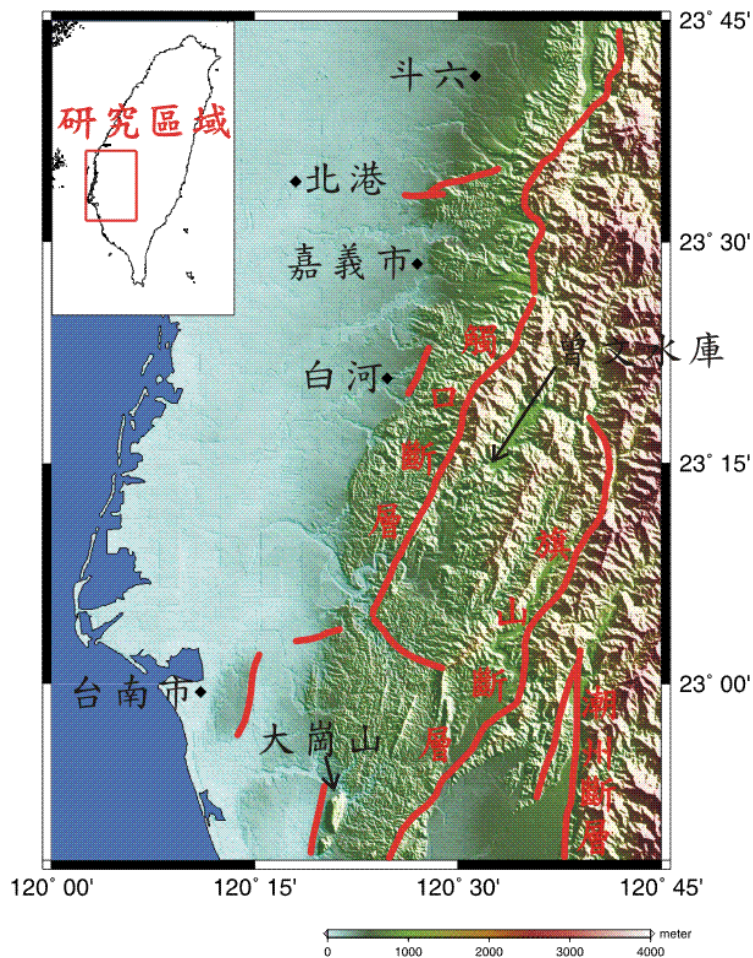 研究區域
斗六
北港
嘉義市
白河
觸口斷層
曾文水庫
旗山斷層
台南市
大崗山
潮州斷層
23° 45'
23° 30'
23° 15'
23° 00'
120° 00'
120° 15'
120° 30'
120° 45'
meter
0
1000
2000
3000
4000